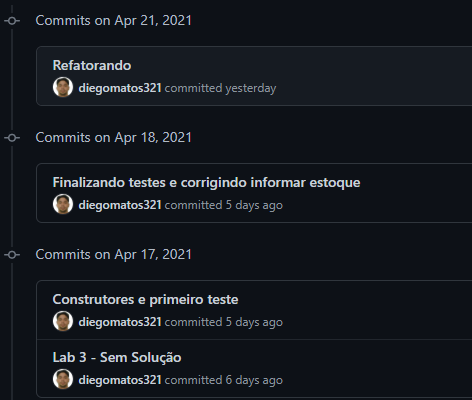 Commits on Apr 21, 2021
Refatorando
diegomatos321 committed yesterday
Commits on Apr 18, 2021
Finalizando testes e corrigindo informar estoque
diegomatos321 committed 5 days ago
Commits on Apr 17, 2021
Construtores e primeiro teste
diegomatos321 committed 5 days ago
Lab 3 - Sem Solução
diegomatos321 committed 6 days ago